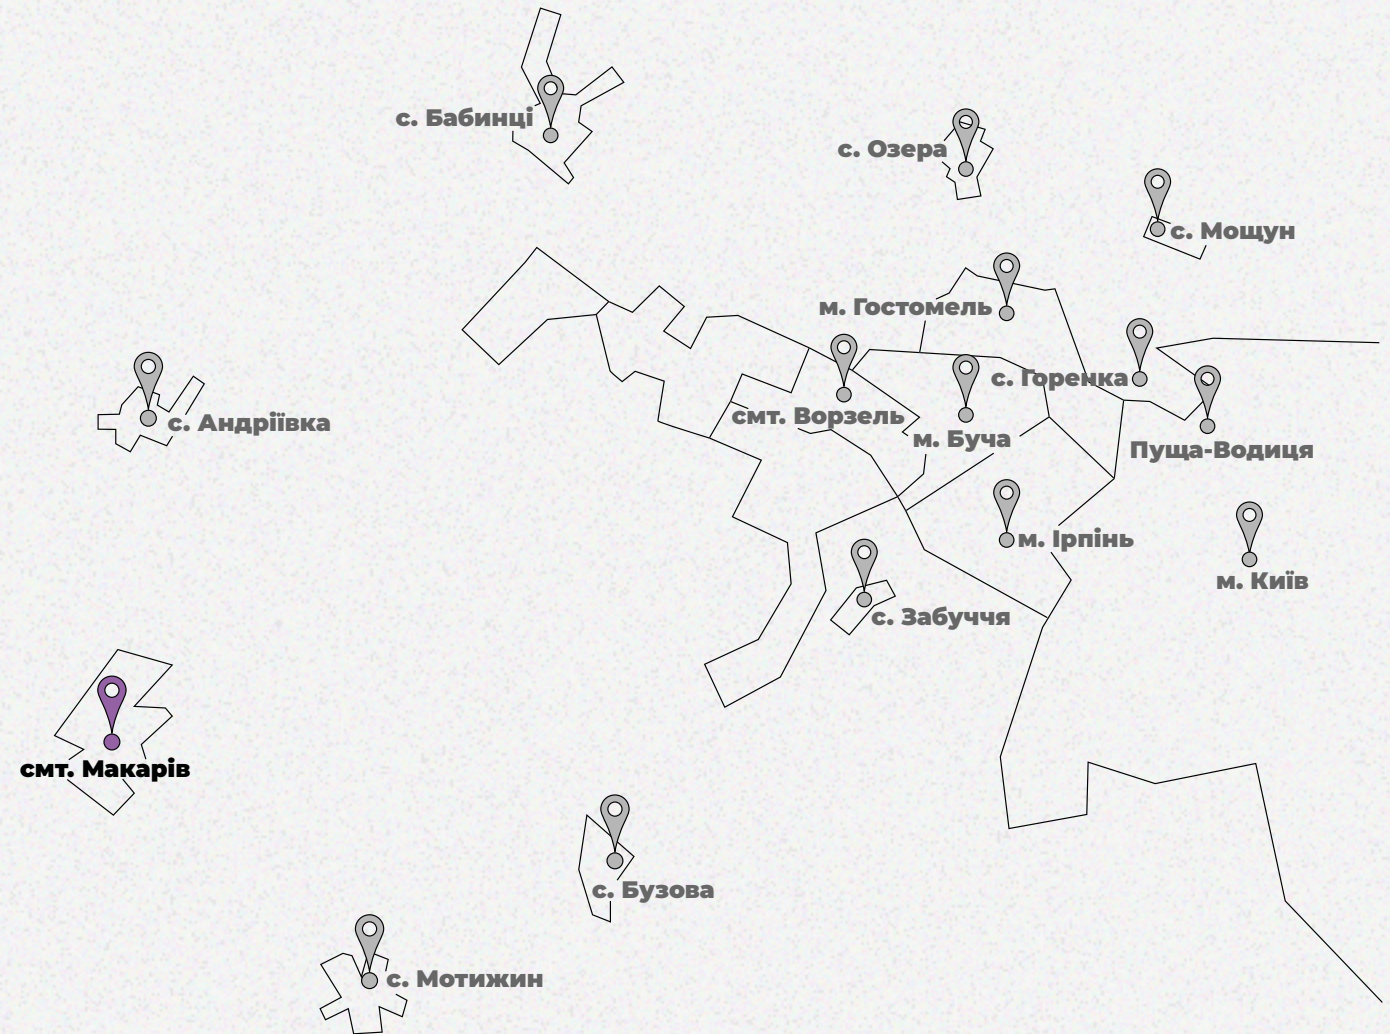 с. Бабинці
с. Озера
с. Мощун
м. Гостомель
с. Горенка
смт. Ворзель
с. Андріївка
м. Буча
Пуща-Водиця
м. Ірпінь
м. Київ
с. Забуччя
смт. Макарів
с. Бузова
с. Мотижин